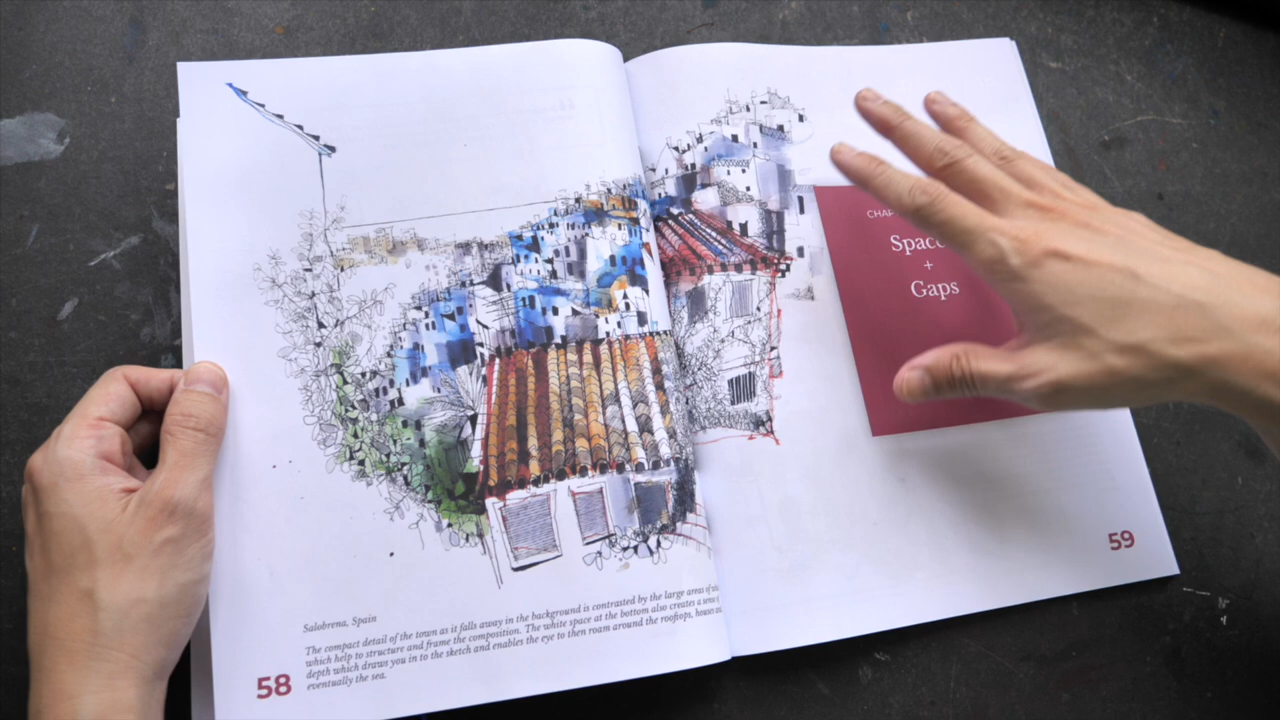 Salobrena, Spain
The compact detail of the town as it falls away in the background is contrasted by the large areas of
which help to structure and frame the composition. The white space at the bottom also creates a sense of
depth which draws you in to the sketch and enables the eye to then roam around the rooftops, houses
eventually the sea.
58
Space
+
Gaps
59